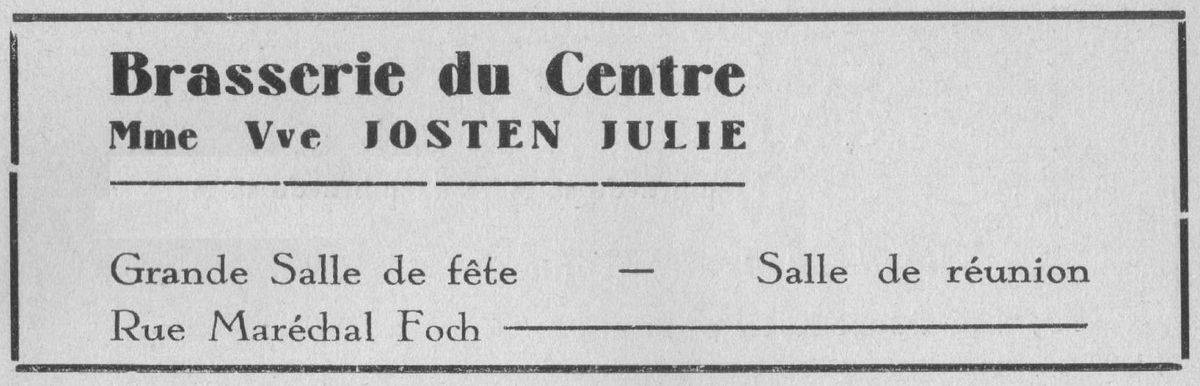 Brasserie du Centre
Mme Vve JOSTEN JULIE
Grande Salle de fête — Salle de réunion
Rue Maréchal Foch